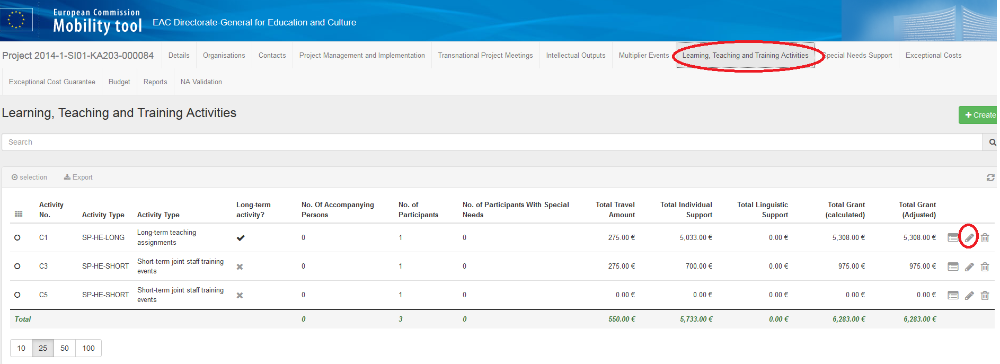 European Commission
Mobility tool
EAC Directorate-General for Education and Culture
Project 2014-1-SI01-KA203-000084 Details Organisations Contacts Project Management and Implementation Transnational Project Meetings Intellectual Outputs Multiplier Events Learning, Teaching and Training Activities Special Needs Support Exceptional Costs
Exceptional Cost Guarantee Budget Reports NA Validation
Learning, Teaching and Training Activities
Create
Search
selection Export
Activity No. Activity Type Activity Type Long-term activity? No. Of Accompanying Persons No. of Participants No. of Participants With Special Needs Total Travel Amount Total Individual Support Total Linguistic Support Total Grant (calculated) Total Grant (Adjusted)
C1 SP-HE-LONG Long-term teaching assignments 0 1 0 275.00 € 5,033.00 € 0.00 € 5,308.00 € 5,308.00 €
C3 SP-HE-SHORT Short-term joint staff training events 0 1 0 275.00 € 700.00 € 0.00 € 975.00 € 975.00 €
C5 SP-HE-SHORT Short-term joint staff training events 0 1 0 0.00 € 0.00 € 0.00 € 0.00 € 0.00 €
Total 0 3 0 550.00 € 5,733.00 € 0.00 € 6,283.00 € 6,283.00 €
10 25 50 100